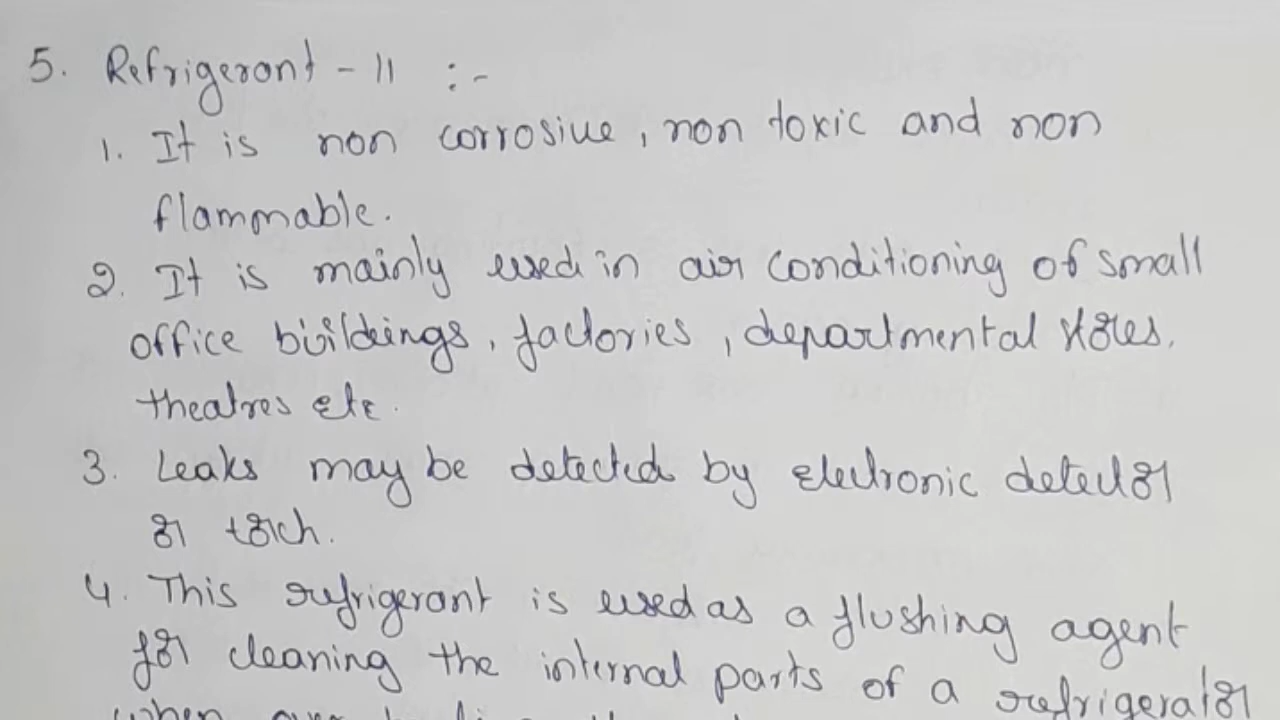 5. Refrigerant - 11 :-
1. It is non corrosive, non toxic and non
flammable.
2. It is mainly used in air conditioning of small
office buildings, factories, departmental stores,
theatres etc.
3. Leaks may be detected by electronic detector
or torch.
4. This refrigerant is used as a flushing agent
for cleaning the internal parts of a refrigerator
when